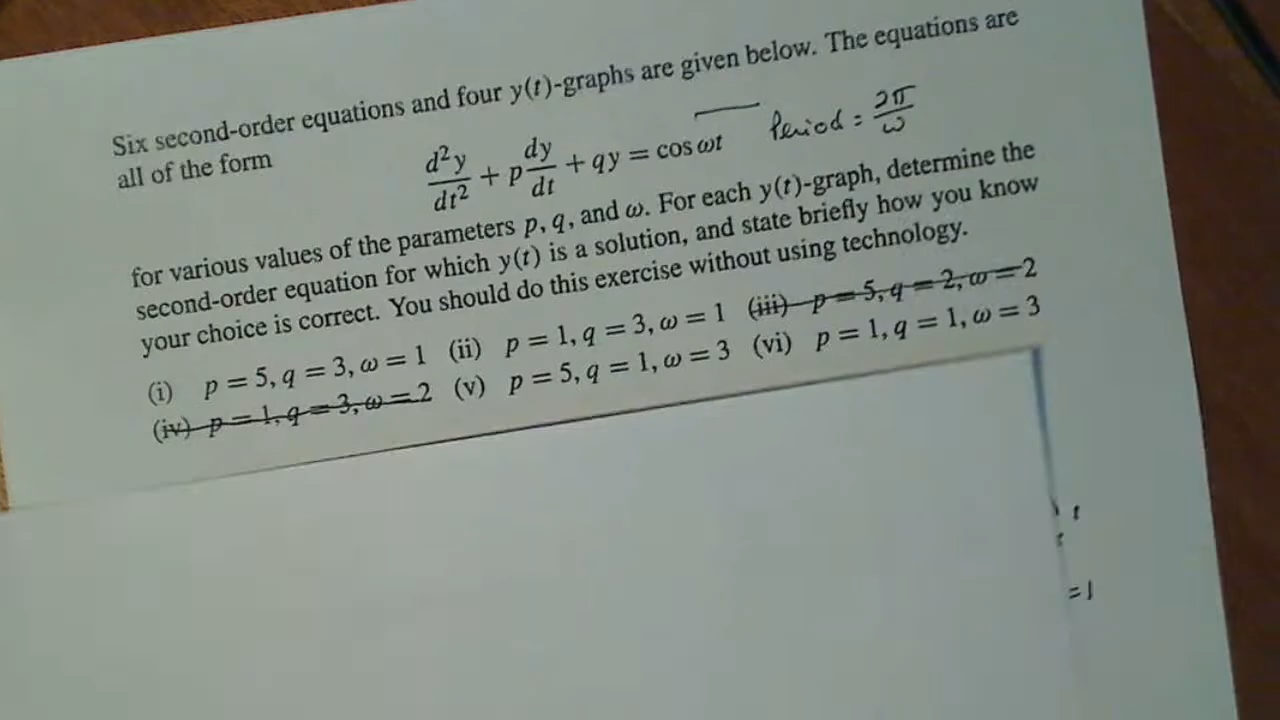 Six second-order equations and four y(t)-graphs are given below. The equations are
all of the form
d²y/dt² + p dy/dt + qy = cos ωt Period = 2π/ω
for various values of the parameters p, q, and ω. For each y(t)-graph, determine the
second-order equation for which y(t) is a solution, and state briefly how you know
your choice is correct. You should do this exercise without using technology.
(i) p = 5, q = 3, ω = 1 (ii) p = 1, q = 3, ω = 1 (iii) p = 5, q = 2, ω = 2
(iv) p = 1, q = 3, ω = 2 (v) p = 5, q = 1, ω = 3 (vi) p = 1, q = 1, ω = 3
t
t
=1